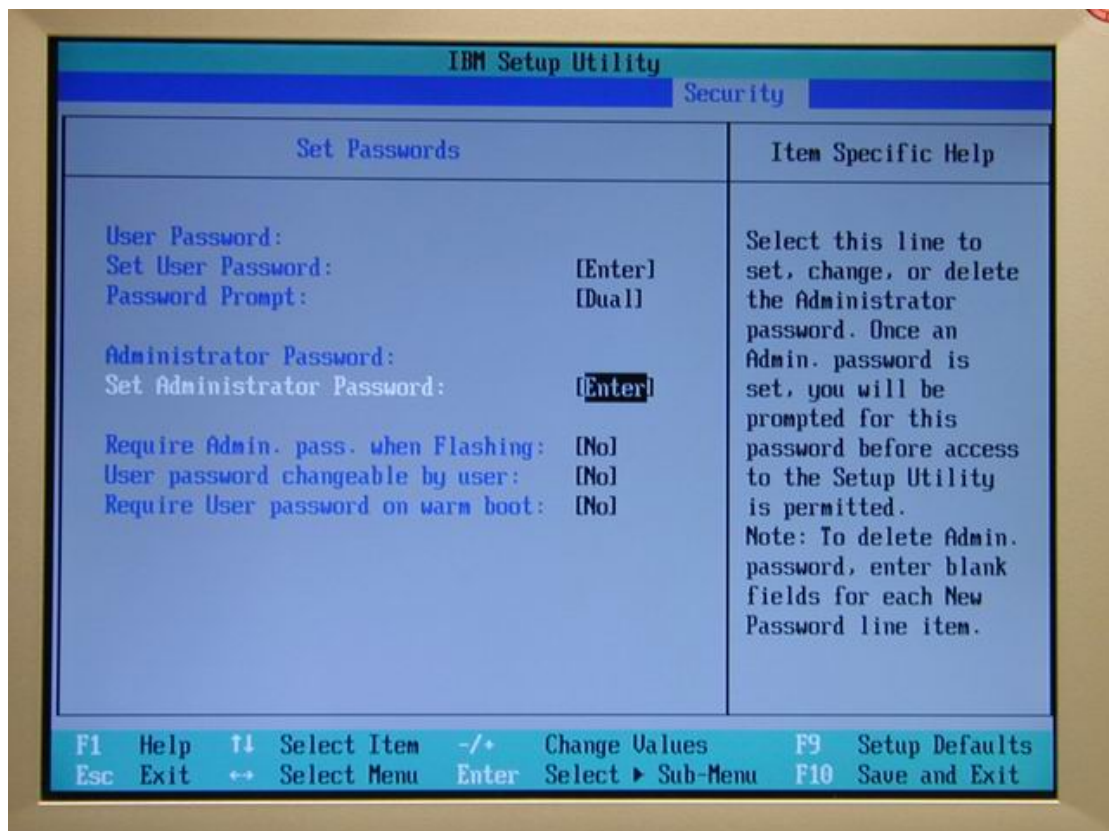 IBM Setup Utility
Security
Set Passwords
Item Specific Help
User Password:
Set User Password: [Enter]
Password Prompt: [Dual]
Administrator Password:
Set Administrator Password: [Enter]
Require Admin. pass. when Flashing: [No]
User password changeable by user: [No]
Require User password on warm boot: [No]
Select this line to
set, change, or delete
the Administrator
password. Once an
Admin. password is
set, you will be
prompted for this
password before access
to the Setup Utility
is permitted.
Note: To delete Admin.
password, enter blank
fields for each New
Password line item.
F1 Help ↑↓ Select Item -/+ Change Values F9 Setup Defaults
Esc Exit ↔ Select Menu Enter Select ▶ Sub-Menu F10 Save and Exit